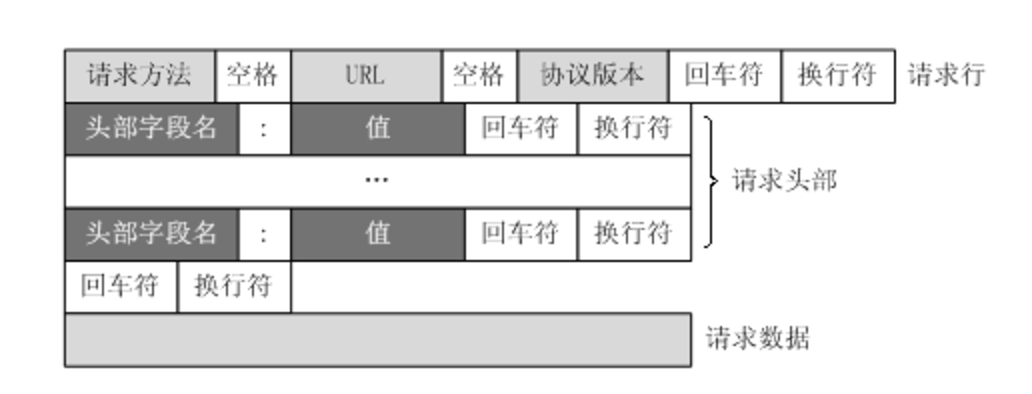 请求方法 空格 URL 空格 协议版本 回车符 换行符 请求行
头部字段名 : 值 回车符 换行符
… 请求头部
头部字段名 : 值 回车符 换行符
回车符 换行符
请求数据